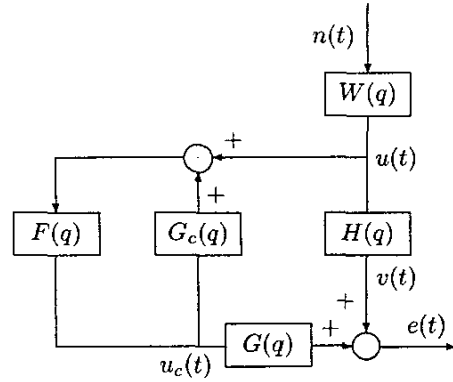 n(t)
W(q)
+
u(t)
+
F(q)
G_c(q)
H(q)
v(t)
+
+
e(t)
G(q)
u_c(t)